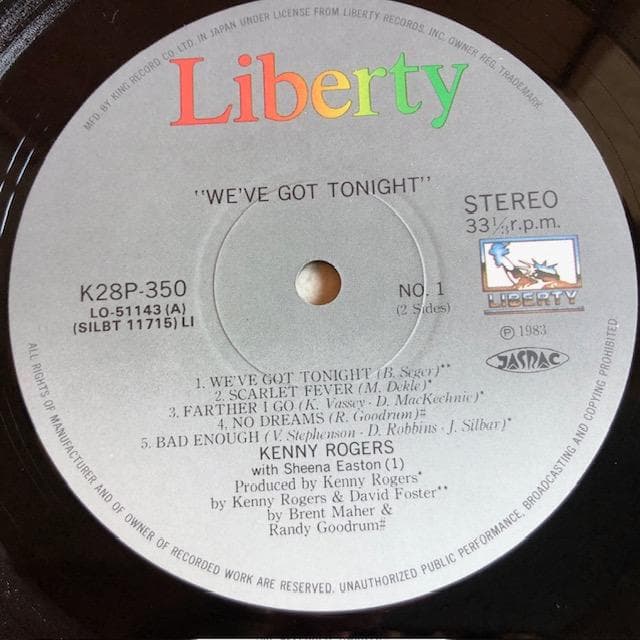 MFD. BY KING RECORD CO. LTD. IN JAPAN UNDER LICENSE FROM LIBERTY RECORDS, INC. OWNER REG. TRADEMARK.
Liberty
"WE'VE GOT TONIGHT"
STEREO
33 1/3 r.p.m.
LIBERTY
K28P-350
LO-51143 (A)
(SILBT 11715) LI
NO. 1
(2 Sides)
Ⓟ 1983
JASRAC
1. WE'VE GOT TONIGHT (B. Seger)**
2. SCARLET FEVER (M. Dekle)*
3. FARTHER I GO (K. Vassey · D. MacKechnie)*
4. NO DREAMS (R. Goodrum)#
5. BAD ENOUGH (V. Stephenson · D. Robbins · J. Silbar)*
KENNY ROGERS
with Sheena Easton (1)
Produced by Kenny Rogers*
by Kenny Rogers & David Foster**
by Brent Maher &
Randy Goodrum#
ALL RIGHTS OF MANUFACTURER AND OF OWNER OF RECORDED WORK ARE RESERVED. UNAUTHORIZED PUBLIC PERFORMANCE, BROADCASTING AND COPYING PROHIBITED.